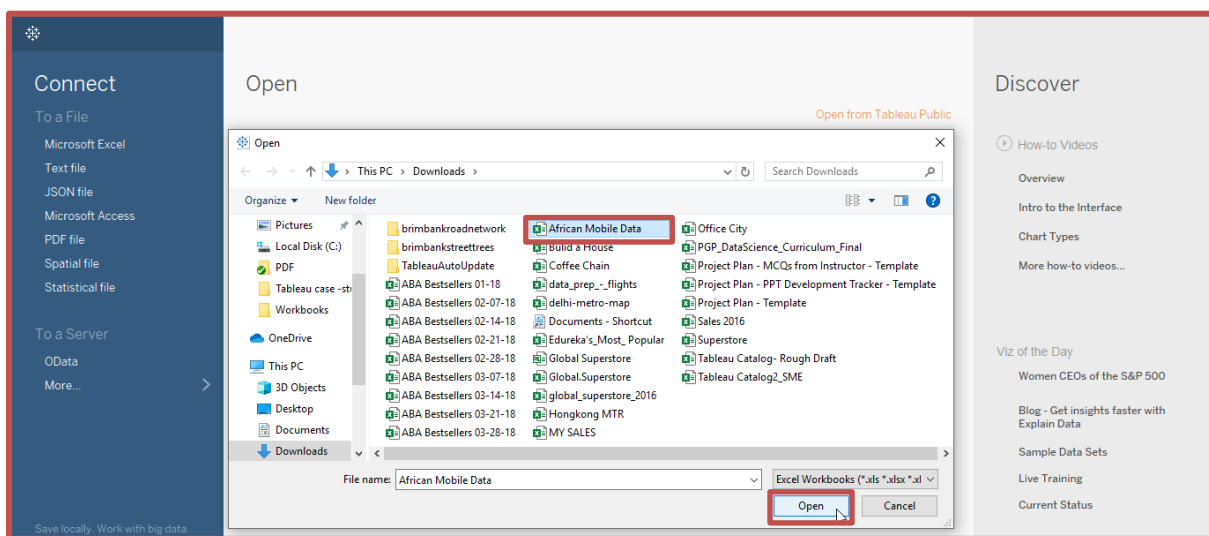 Connect
To a File
Microsoft Excel
Text file
JSON file
Microsoft Access
PDF file
Spatial file
Statistical file
To a Server
OData
More...
Save locally. Work with big data.
Open
Open from Tableau Public
Open
This PC > Downloads >
Search Downloads
Organize
New folder
Pictures
Local Disk (C:)
PDF
Tableau case -stu
Workbooks
OneDrive
This PC
3D Objects
Desktop
Documents
Downloads
brimbankroadnetwork
brimbankstreettrees
TableauAutoUpdate
ABA Bestsellers 01-18
ABA Bestsellers 02-07-18
ABA Bestsellers 02-14-18
ABA Bestsellers 02-21-18
ABA Bestsellers 02-28-18
ABA Bestsellers 03-07-18
ABA Bestsellers 03-14-18
ABA Bestsellers 03-21-18
ABA Bestsellers 03-28-18
African Mobile Data
Build a House
Coffee Chain
data_prep_-_flights
delhi-metro-map
Documents - Shortcut
Edureka's_Most_ Popular
Global Superstore
Global.Superstore
global_superstore_2016
Hongkong MTR
MY SALES
Office City
PGP_DataScience_Curriculum_Final
Project Plan - MCQs from Instructor - Template
Project Plan - PPT Development Tracker - Template
Project Plan - Template
Sales 2016
Superstore
Tableau Catalog- Rough Draft
Tableau Catalog2_SME
File name: African Mobile Data
Excel Workbooks (*.xls *.xlsx *.xl
Open
Cancel
Discover
How-to Videos
Overview
Intro to the Interface
Chart Types
More how-to videos...
Viz of the Day
Women CEOs of the S&P 500
Blog - Get insights faster with
Explain Data
Sample Data Sets
Live Training
Current Status